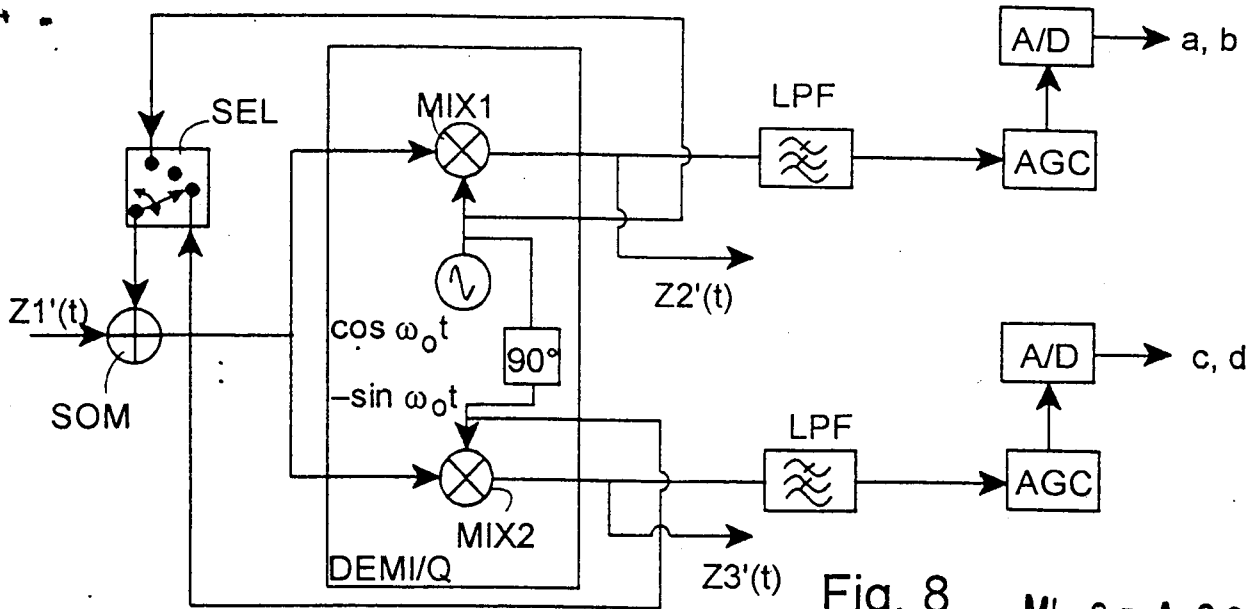 A/D
a, b
MIX1
LPF
SEL
AGC
Z1'(t)
Z2'(t)
cos ω₀t
90°
A/D
c, d
SOM
–sin ω₀t
LPF
AGC
MIX2
DEMI/Q
Z3'(t)
Fig. 8